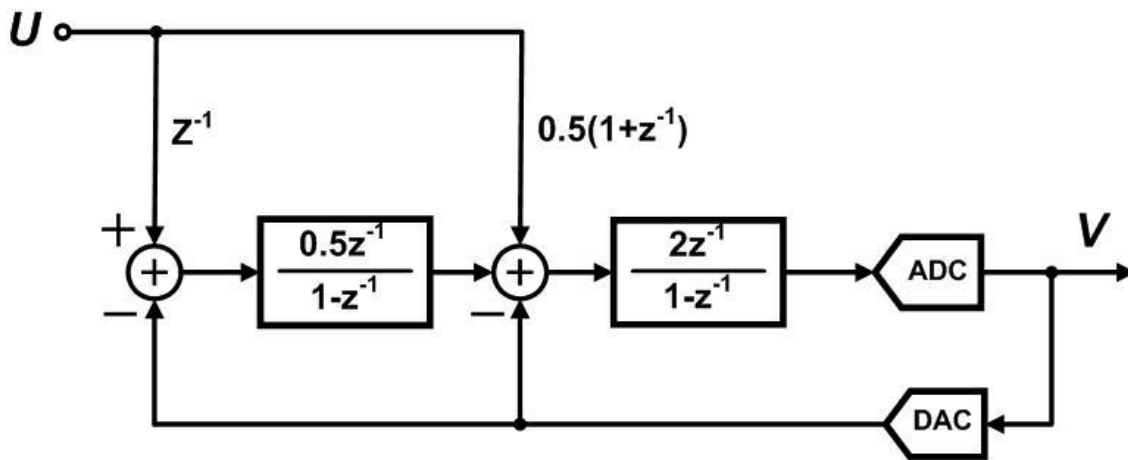 U
Z⁻¹
0.5(1+z⁻¹)
+
+
−
0.5z⁻¹
1-z⁻¹
+
−
2z⁻¹
1-z⁻¹
ADC
V
DAC